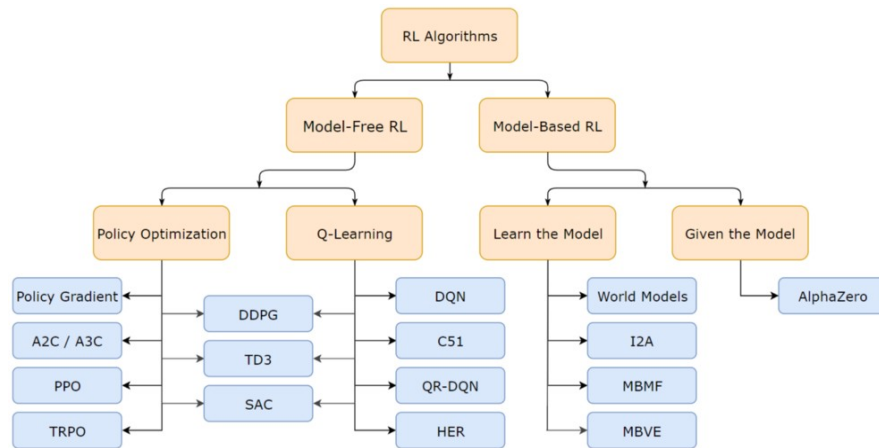 RL Algorithms
Model-Free RL
Model-Based RL
Policy Optimization
Q-Learning
Learn the Model
Given the Model
Policy Gradient
DDPG
DQN
World Models
AlphaZero
A2C / A3C
TD3
C51
I2A
PPO
SAC
QR-DQN
MBMF
TRPO
HER
MBVE